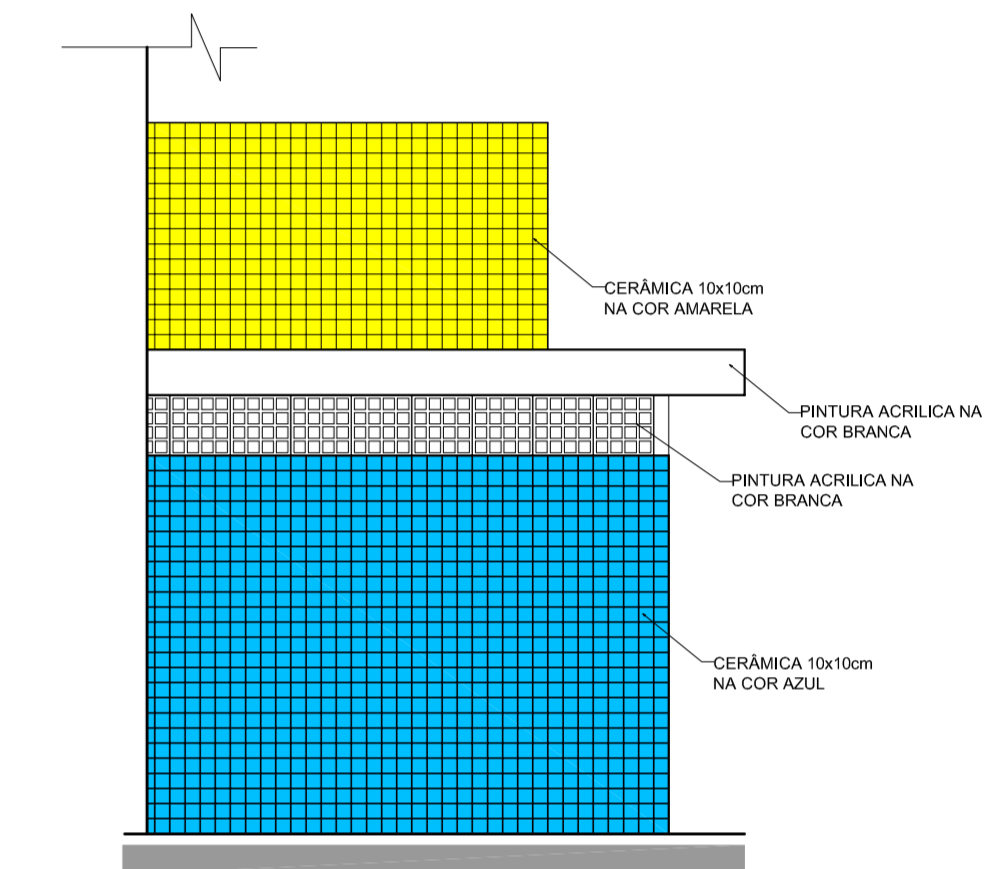 CERÂMICA 10x10cm
NA COR AMARELA
PINTURA ACRILICA NA
COR BRANCA
PINTURA ACRILICA NA
COR BRANCA
CERÂMICA 10x10cm
NA COR AZUL